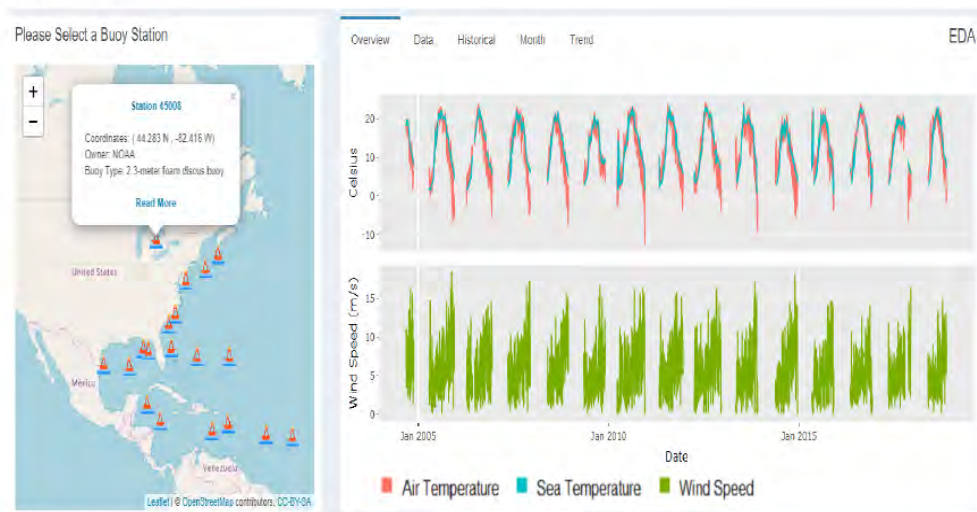 Please Select a Buoy Station
+
−
×
Station 45008
Coordinates: ( 44.283 N , -82.416 W)
Owner: NOAA
Buoy Type: 2.3-meter foam discus buoy
Read More
United States
México
Venezuela
Leaflet | © OpenStreetMap contributors, CC-BY-SA
Overview Data Historical Month Trend EDA
Celsius
20
10
0
-10
Wind Speed (m/s)
15
10
5
0
Jan 2005 Jan 2010 Jan 2015
Date
Air Temperature Sea Temperature Wind Speed